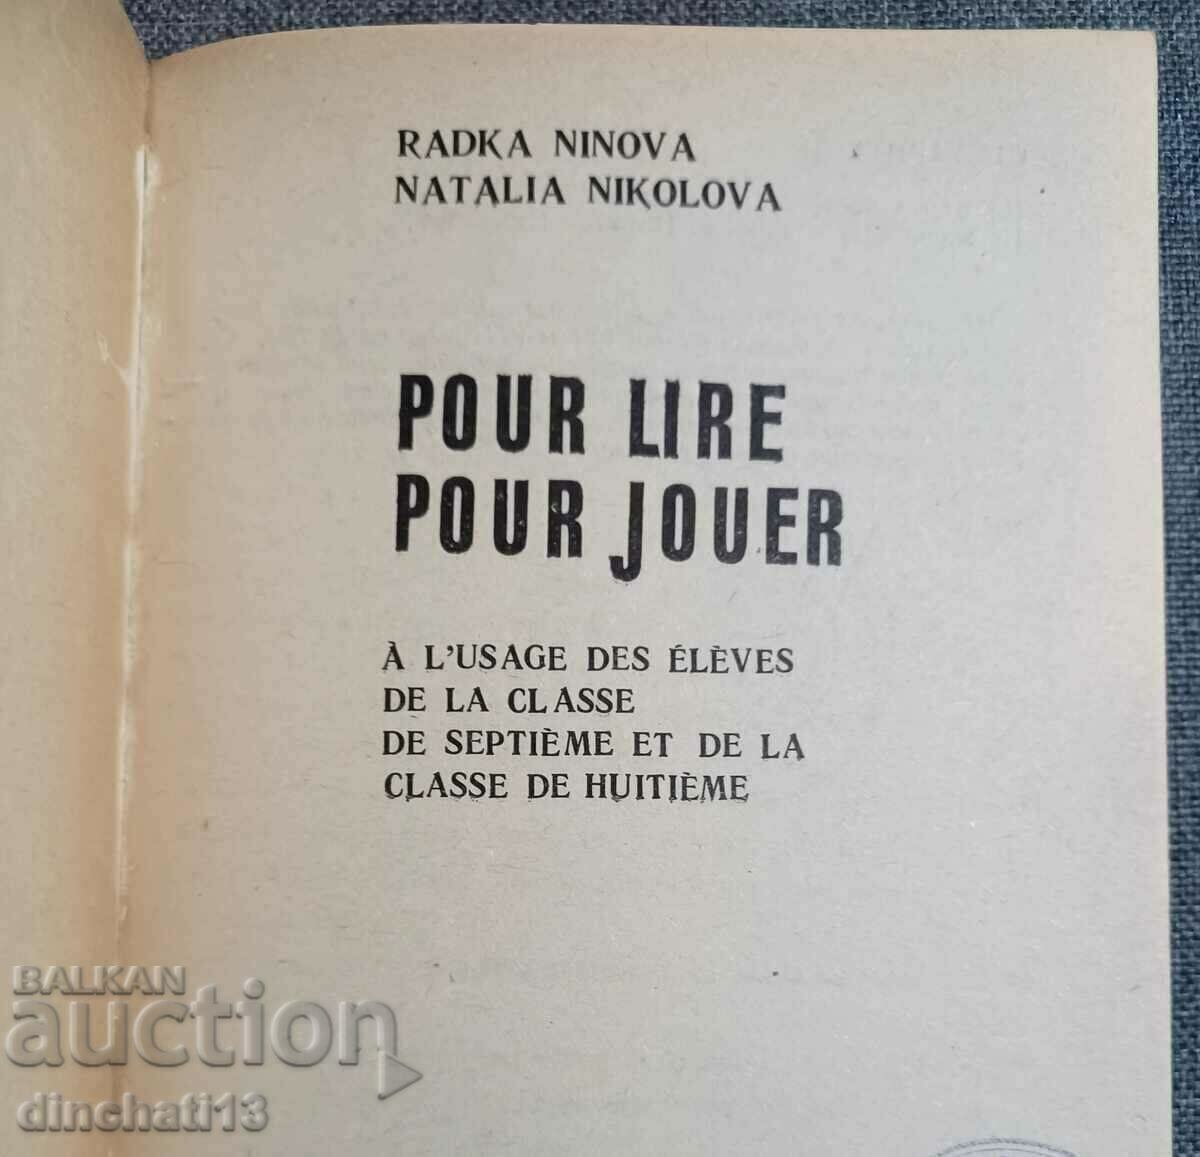 RADKA NINOVA
NATALIA NIKOLOVA
POUR LIRE
POUR JOUER
À L'USAGE DES ÉLÈVES
DE LA CLASSE
DE SEPTIÈME ET DE LA
CLASSE DE HUITIÈME
BALKAN
auction
dinchati13